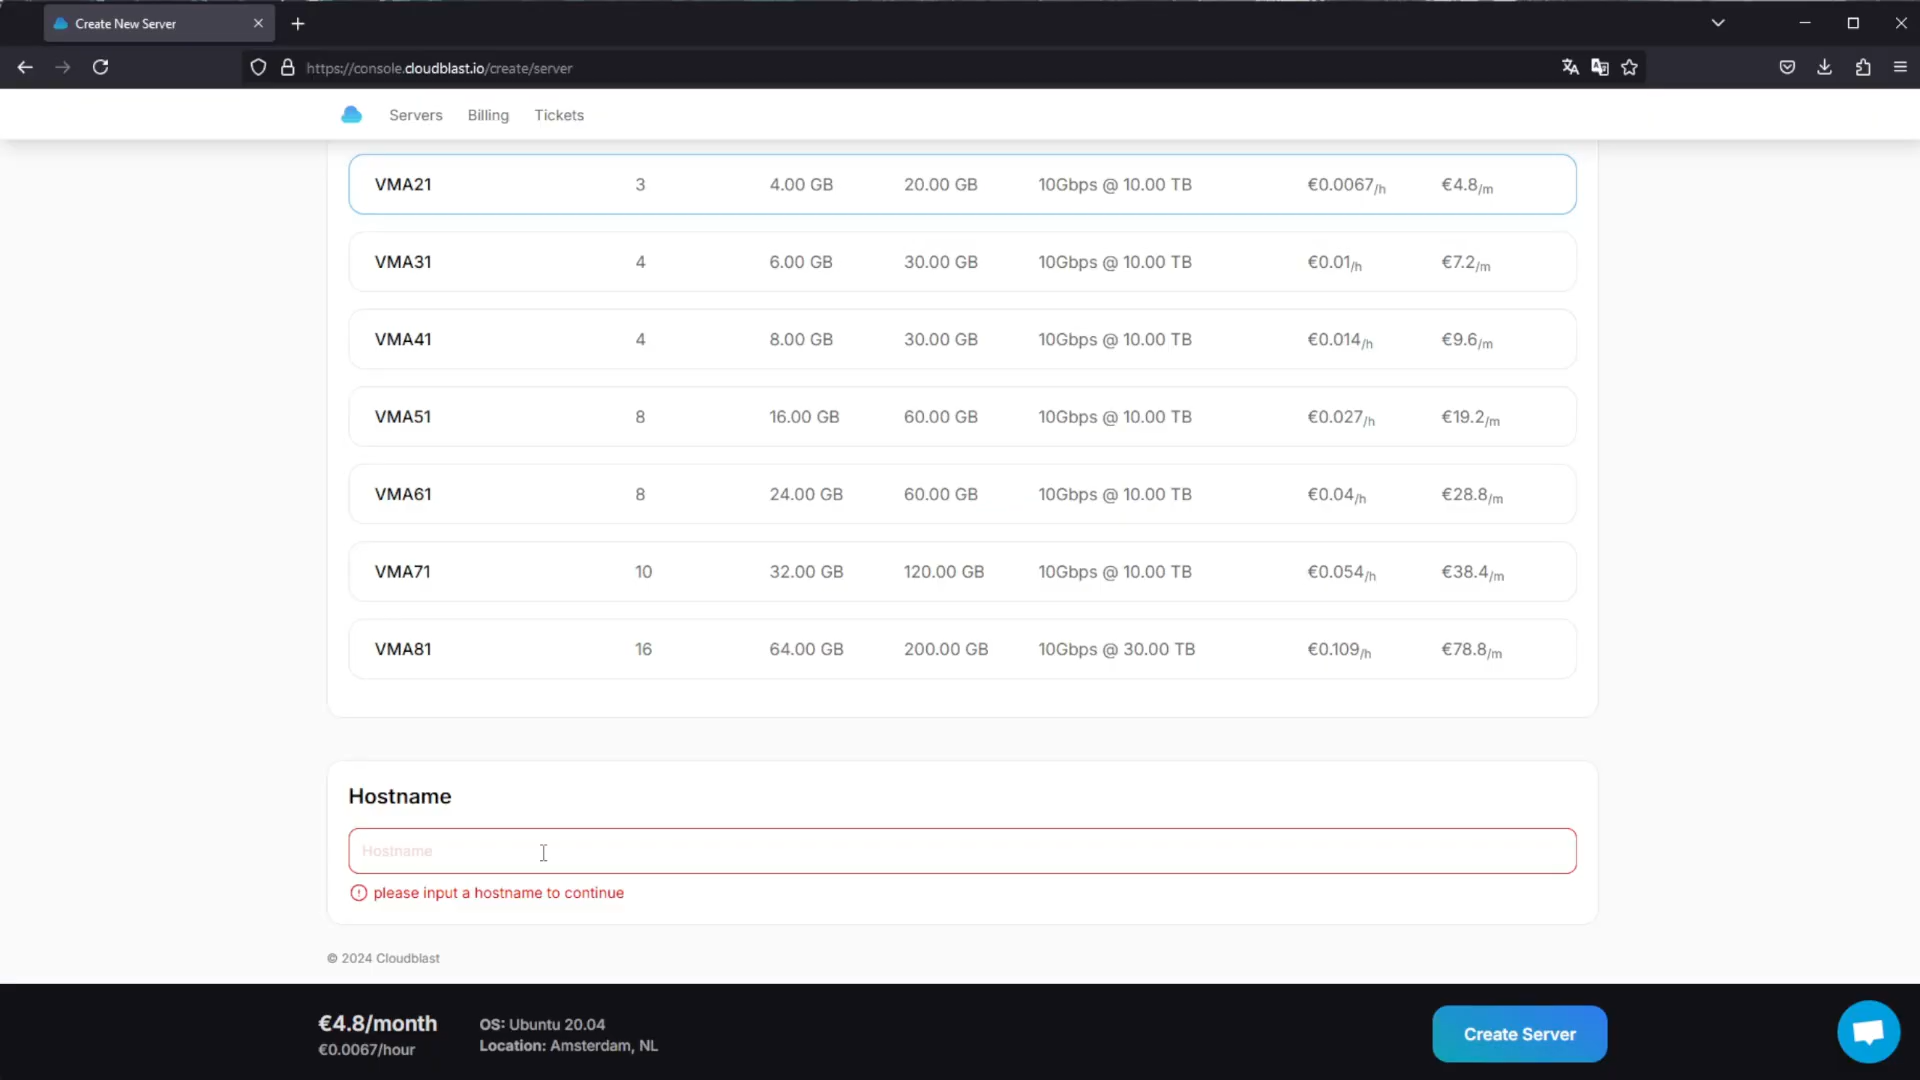 Create New Server
https://console.cloudblast.io/create/server
Servers Billing Tickets
VMA21 3 4.00 GB 20.00 GB 10Gbps @ 10.00 TB €0.0067/h €4.8/m
VMA31 4 6.00 GB 30.00 GB 10Gbps @ 10.00 TB €0.01/h €7.2/m
VMA41 4 8.00 GB 30.00 GB 10Gbps @ 10.00 TB €0.014/h €9.6/m
VMA51 8 16.00 GB 60.00 GB 10Gbps @ 10.00 TB €0.027/h €19.2/m
VMA61 8 24.00 GB 60.00 GB 10Gbps @ 10.00 TB €0.04/h €28.8/m
VMA71 10 32.00 GB 120.00 GB 10Gbps @ 10.00 TB €0.054/h €38.4/m
VMA81 16 64.00 GB 200.00 GB 10Gbps @ 30.00 TB €0.109/h €78.8/m
Hostname
Hostname
please input a hostname to continue
© 2024 Cloudblast
€4.8/month
€0.0067/hour
OS: Ubuntu 20.04
Location: Amsterdam, NL
Create Server